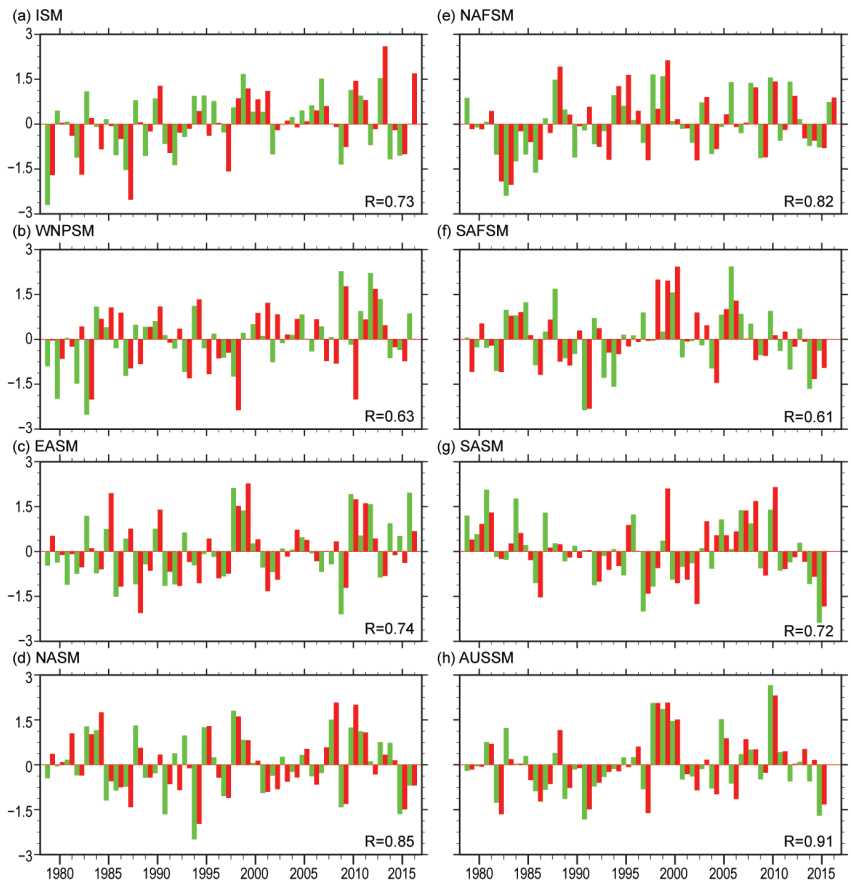 (a) ISM
3
1.5
0
−1.5
−3
R=0.73
(b) WNPSM
3
1.5
0
−1.5
−3
R=0.63
(c) EASM
3
1.5
0
−1.5
−3
R=0.74
(d) NASM
3
1.5
0
−1.5
−3
R=0.85
1980 1985 1990 1995 2000 2005 2010 2015
(e) NAFSM
R=0.82
(f) SAFSM
R=0.61
(g) SASM
R=0.72
(h) AUSSM
R=0.91
1980 1985 1990 1995 2000 2005 2010 2015